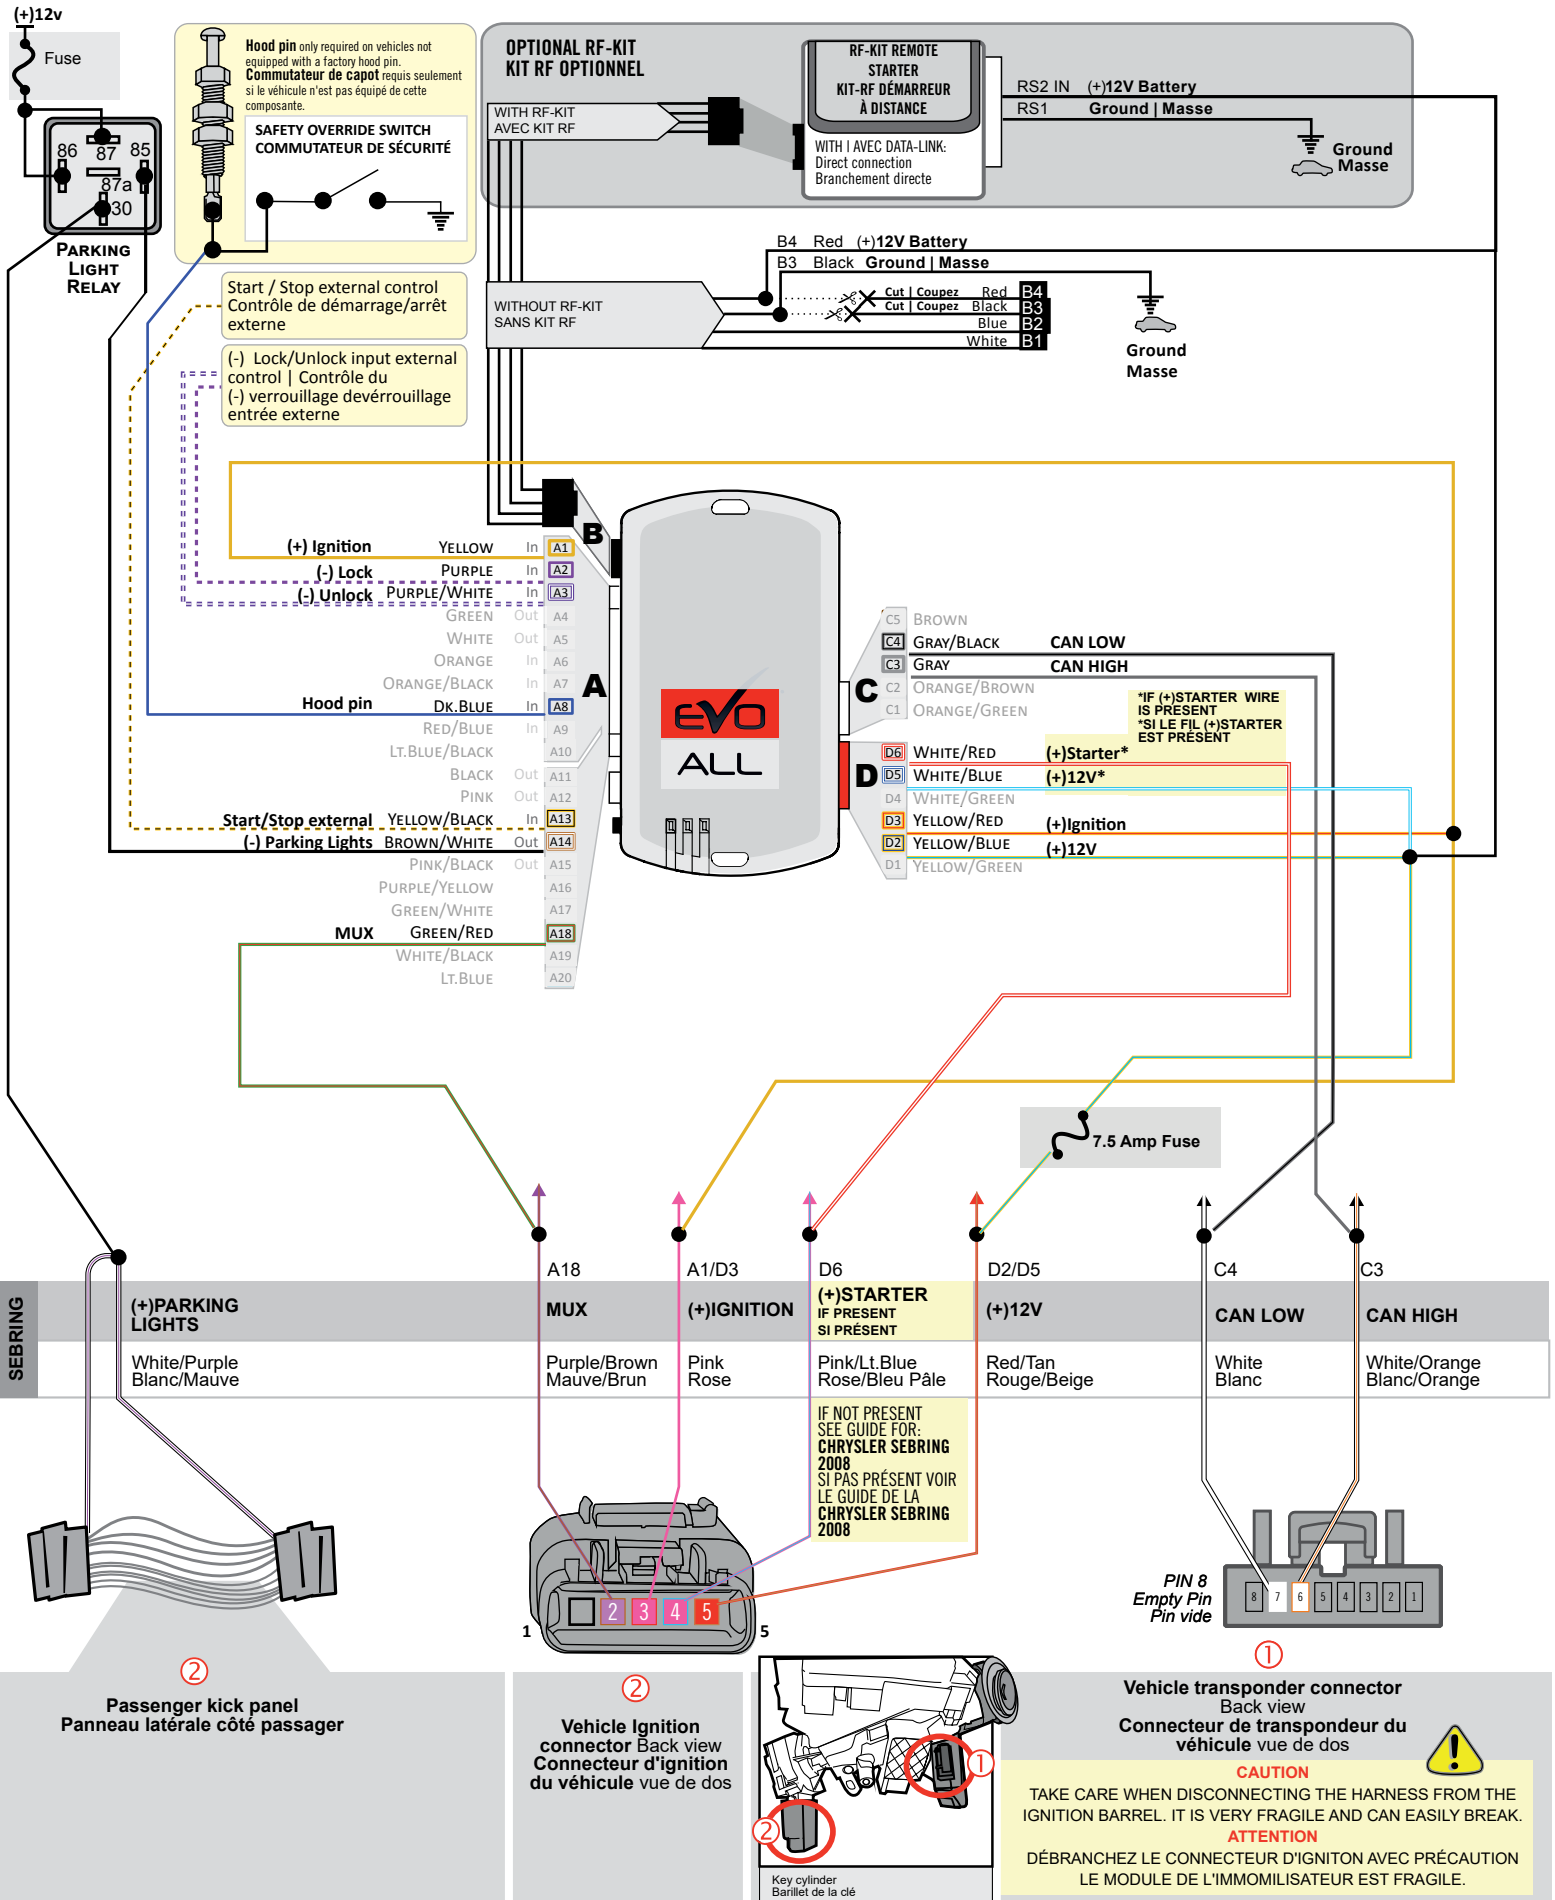 (+)12v
Fuse
86
87
85
87a
30
PARKING
LIGHT
RELAY
Hood pin only required on vehicles not
equipped with a factory hood pin.
Commutateur de capot requis seulement
si le véhicule n'est pas équipé de cette
composante.
SAFETY OVERRIDE SWITCH
COMMUTATEUR DE SÉCURITÉ
OPTIONAL RF-KIT
KIT RF OPTIONNEL
WITH RF-KIT
AVEC KIT RF
RF-KIT REMOTE
STARTER
KIT-RF DÉMARREUR
À DISTANCE
WITH | AVEC DATA-LINK:
Direct connection
Branchement directe
RS2 IN (+)12V Battery
RS1 Ground | Masse
Ground
Masse
B4 Red (+)12V Battery
B3 Black Ground | Masse
WITHOUT RF-KIT
SANS KIT RF
Cut | Coupez Red B4
Cut | Coupez Black B3
Blue B2
White B1
Ground
Masse
Start / Stop external control
Contrôle de démarrage/arrêt
externe
(-) Lock/Unlock input external
control | Contrôle du
(-) verrouillage devérrouillage
entrée externe
B
A
C
D
EVO
ALL
(+) Ignition YELLOW In A1
(-) Lock PURPLE In A2
(-) Unlock PURPLE/WHITE In A3
GREEN Out A4
WHITE Out A5
ORANGE In A6
ORANGE/BLACK In A7
Hood pin DK.BLUE In A8
RED/BLUE In A9
LT.BLUE/BLACK A10
BLACK Out A11
PINK Out A12
Start/Stop external YELLOW/BLACK In A13
(-) Parking Lights BROWN/WHITE Out A14
PINK/BLACK Out A15
PURPLE/YELLOW A16
GREEN/WHITE A17
MUX GREEN/RED A18
WHITE/BLACK A19
LT.BLUE A20
C5 BROWN
C4 GRAY/BLACK CAN LOW
C3 GRAY CAN HIGH
C2 ORANGE/BROWN
C1 ORANGE/GREEN
*IF (+)STARTER WIRE
IS PRESENT
*SI LE FIL (+)STARTER
EST PRÉSENT
D6 WHITE/RED (+)Starter*
D5 WHITE/BLUE (+)12V*
D4 WHITE/GREEN
D3 YELLOW/RED (+)Ignition
D2 YELLOW/BLUE (+)12V
D1 YELLOW/GREEN
7.5 Amp Fuse
A18
A1/D3
D6
D2/D5
C4
C3
SEBRING
(+)PARKING
LIGHTS
MUX
(+)IGNITION
(+)STARTER
IF PRESENT
SI PRÉSENT
(+)12V
CAN LOW
CAN HIGH
White/Purple
Blanc/Mauve
Purple/Brown
Mauve/Brun
Pink
Rose
Pink/Lt.Blue
Rose/Bleu Pâle
Red/Tan
Rouge/Beige
White
Blanc
White/Orange
Blanc/Orange
IF NOT PRESENT
SEE GUIDE FOR:
CHRYSLER SEBRING
2008
SI PAS PRÉSENT VOIR
LE GUIDE DE LA
CHRYSLER SEBRING
2008
2 3 4 5
1
5
PIN 8
Empty Pin
Pin vide
8 7 6 5 4 3 2 1
2
Passenger kick panel
Panneau latérale côté passager
2
Vehicle Ignition
connector Back view
Connecteur d'ignition
du véhicule vue de dos
1
2
Key cylinder
Barillet de la clé
1
Vehicle transponder connector
Back view
Connecteur de transpondeur du
véhicule vue de dos
CAUTION
TAKE CARE WHEN DISCONNECTING THE HARNESS FROM THE
IGNITION BARREL. IT IS VERY FRAGILE AND CAN EASILY BREAK.
ATTENTION
DÉBRANCHEZ LE CONNECTEUR D'IGNITON AVEC PRÉCAUTION
LE MODULE DE L'IMMOMILISATEUR EST FRAGILE.